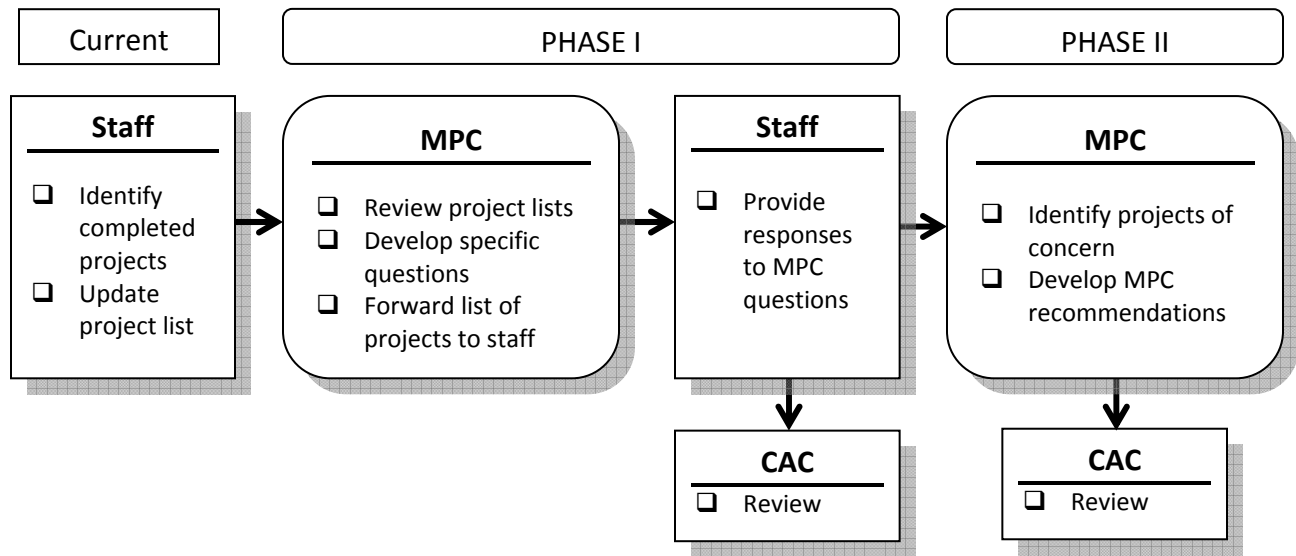 Current
PHASE I
PHASE II
Staff
❑ Identify
completed
projects
❑ Update
project list
MPC
❑ Review project lists
❑ Develop specific
questions
❑ Forward list of
projects to staff
Staff
❑ Provide
responses
to MPC
questions
MPC
❑ Identify projects of
concern
❑ Develop MPC
recommendations
CAC
❑ Review
CAC
❑ Review